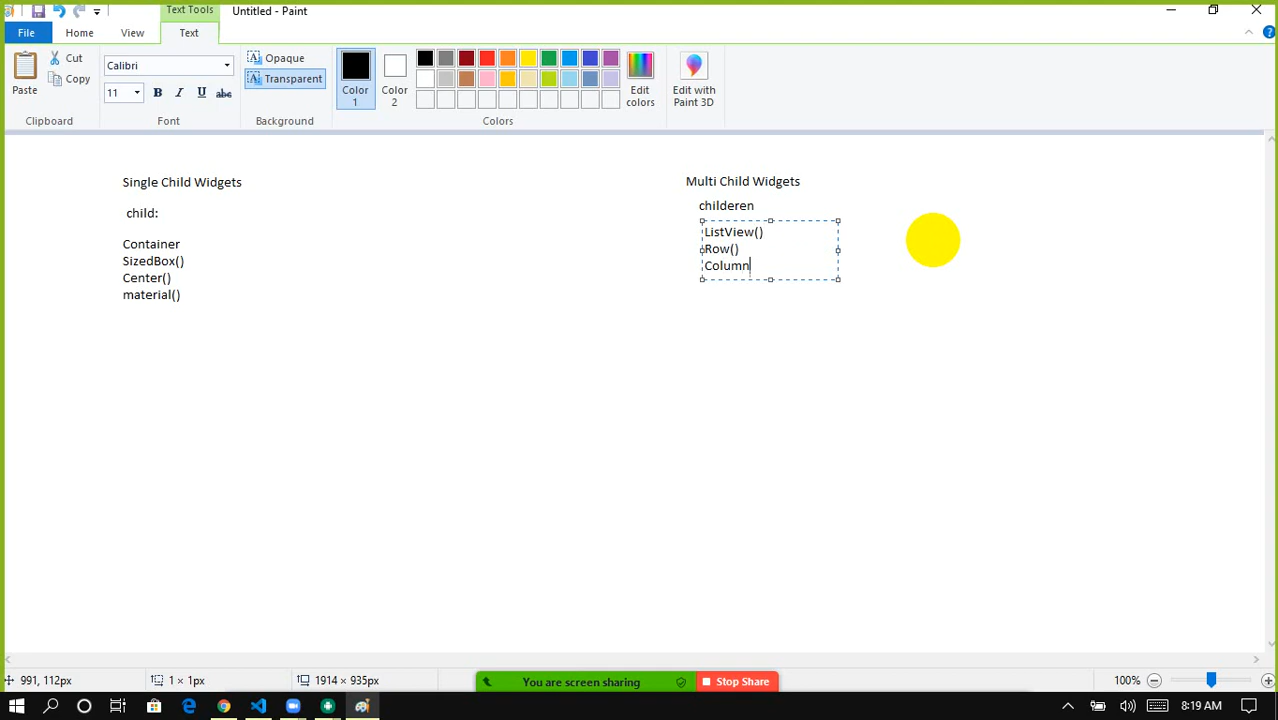 Text Tools
Untitled - Paint
File
Home
View
Text
Paste
Cut
Copy
Clipboard
Calibri
11
B I U abc
Font
Opaque
Transparent
Background
Color 1
Color 2
Edit colors
Colors
Edit with Paint 3D
Single Child Widgets
child:
Container
SizedBox()
Center()
material()
Multi Child Widgets
childeren
ListView()
Row()
Column
991, 112px
1 × 1px
1914 × 935px
You are screen sharing
Stop Share
100%
8:19 AM